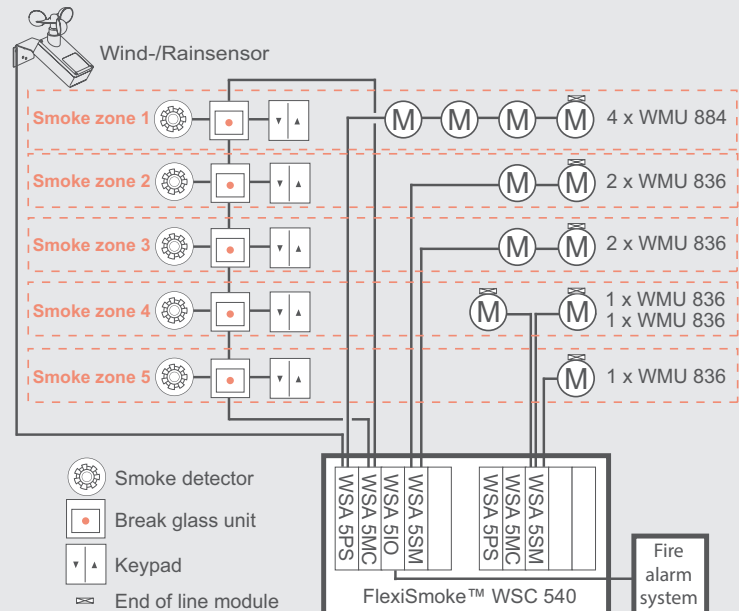 Wind-/Rainsensor
Smoke zone 1
M M M M
4 x WMU 884
Smoke zone 2
M M
2 x WMU 836
Smoke zone 3
M M
2 x WMU 836
Smoke zone 4
M M
1 x WMU 836
1 x WMU 836
Smoke zone 5
M
1 x WMU 836
Smoke detector
Break glass unit
Keypad
End of line module
WSA 5PS
WSA 5MC
WSA 5IO
WSA 5SM
WSA 5PS
WSA 5MC
WSA 5SM
FlexiSmoke™ WSC 540
Fire
alarm
system